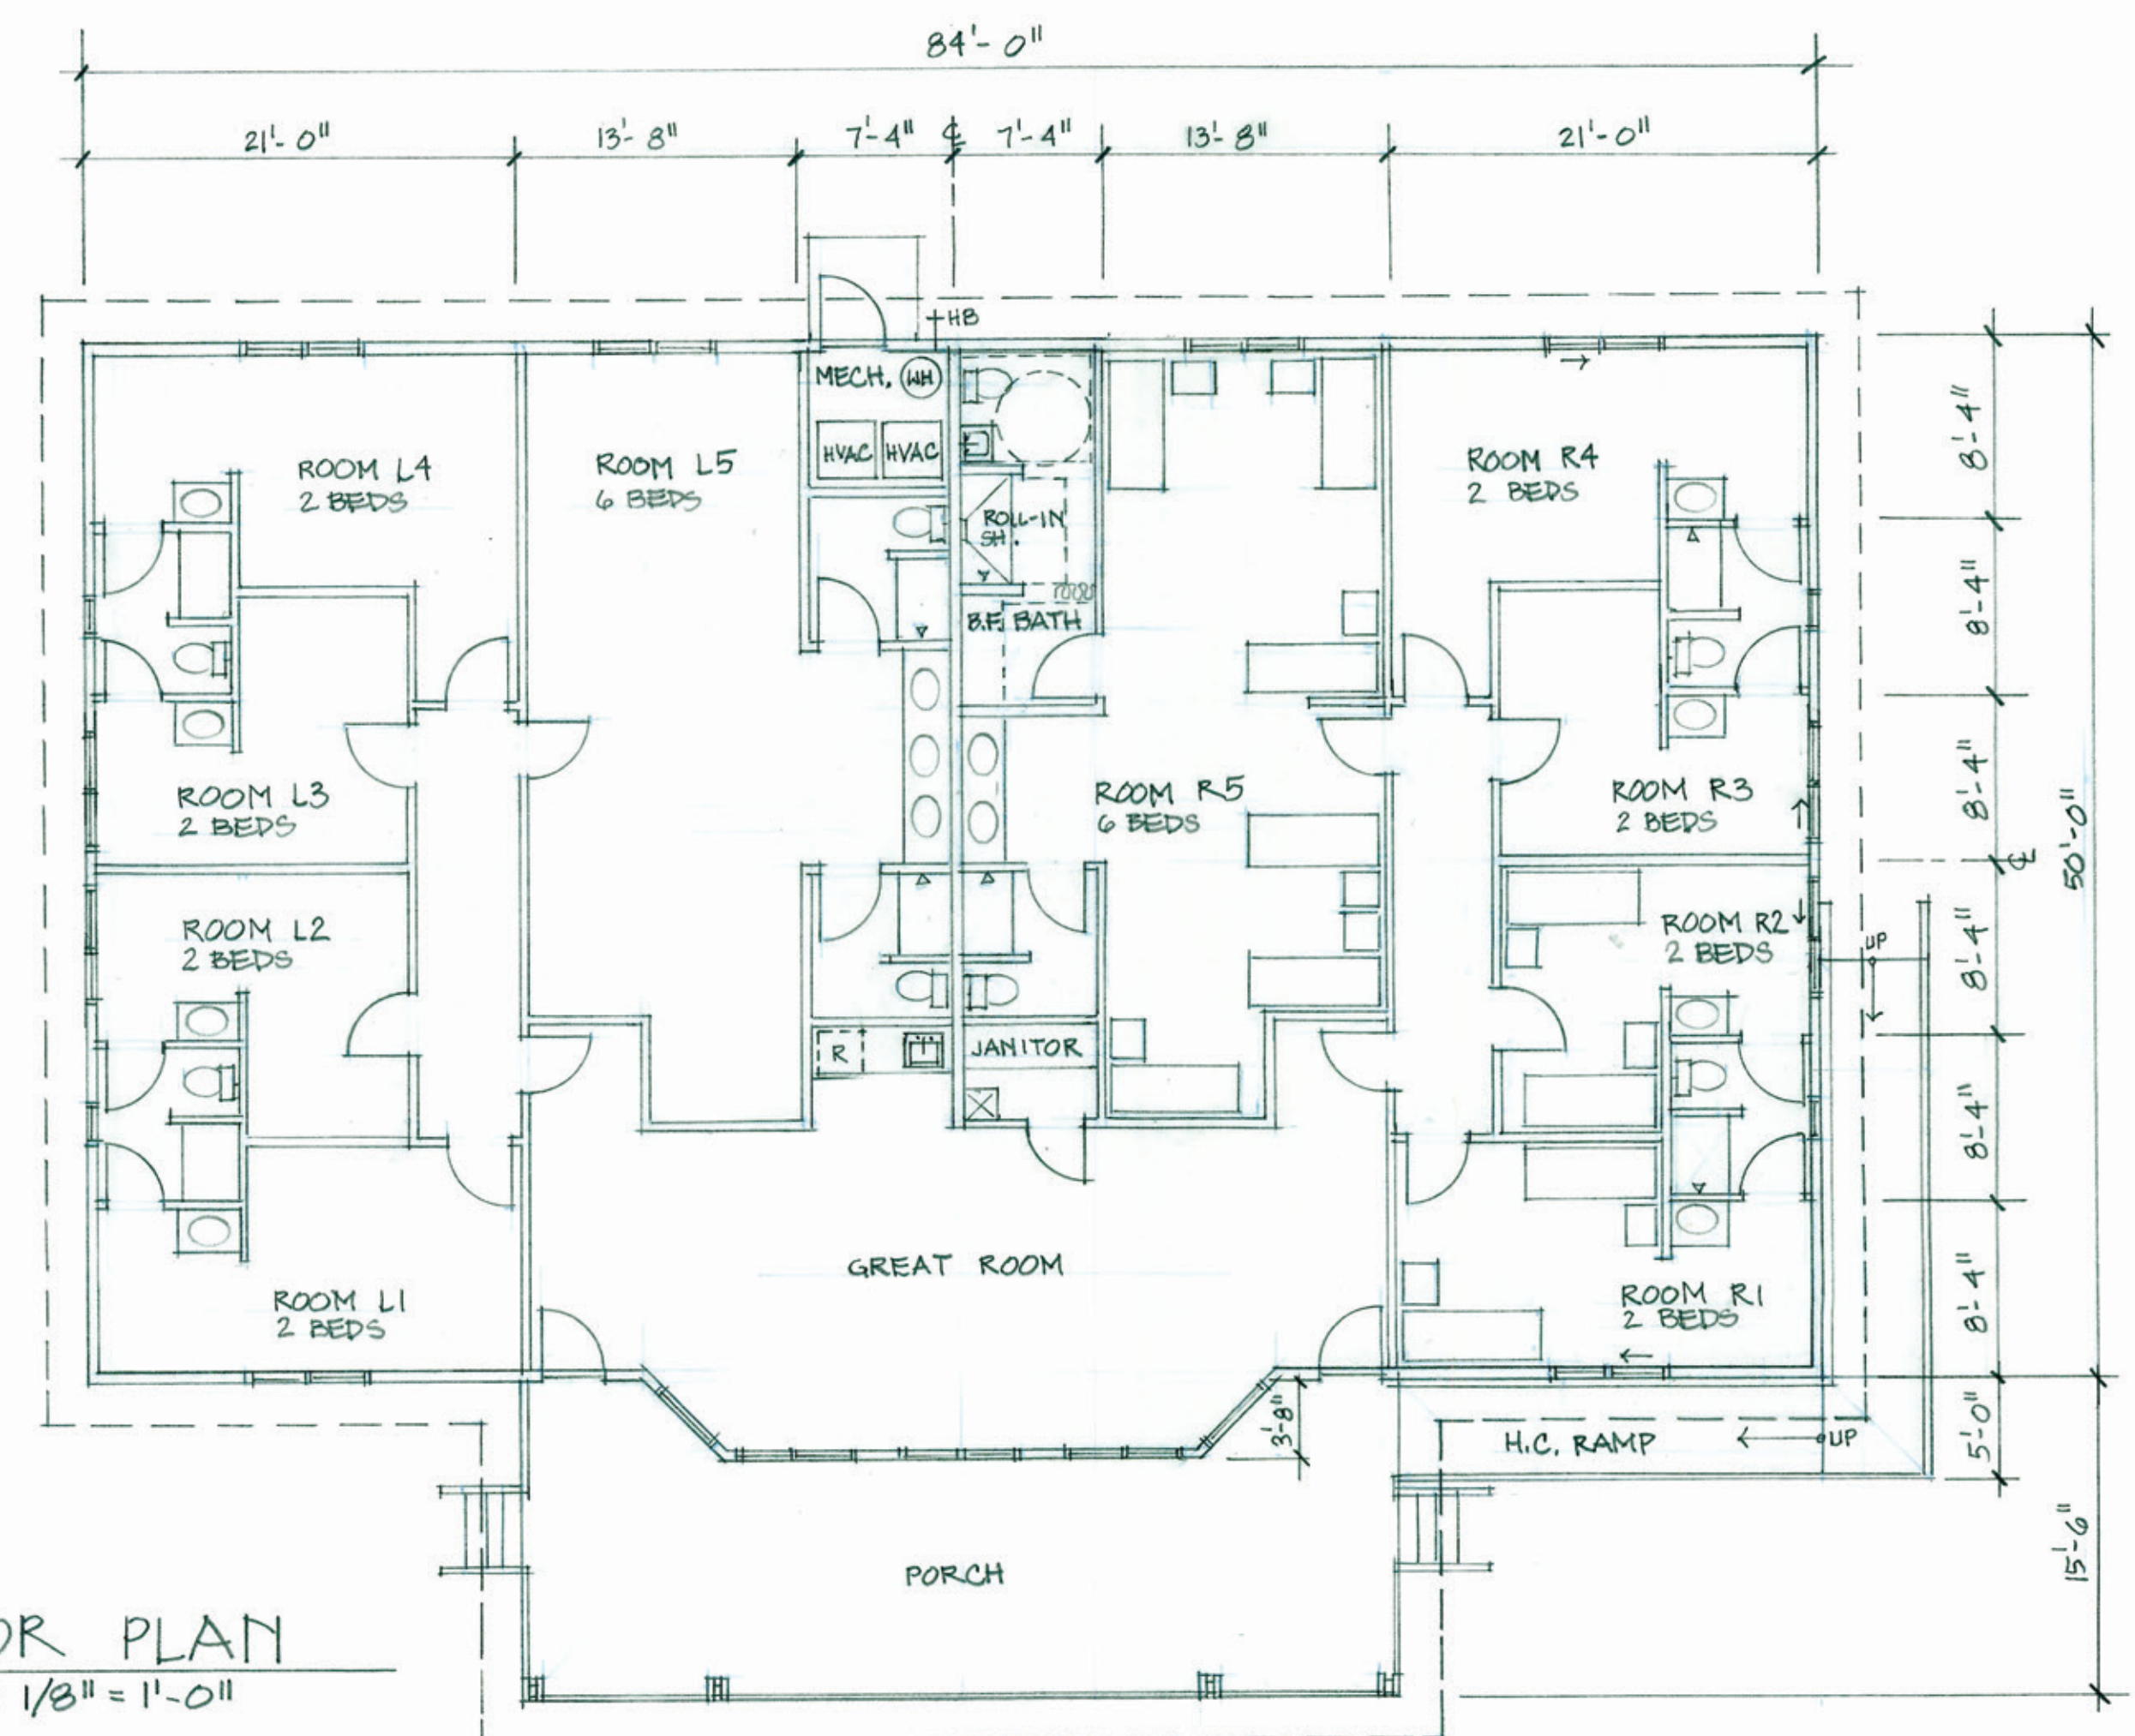 84'-0"
21'-0" 13'-8" 7'-4" ℄ 7'-4" 13'-8" 21'-0"
HB
MECH. WH
HVAC HVAC
ROOM L4
2 BEDS
ROOM L5
6 BEDS
ROLL-IN
SH.
B.F. BATH
ROOM R4
2 BEDS
ROOM L3
2 BEDS
ROOM R5
6 BEDS
ROOM R3
2 BEDS
ROOM L2
2 BEDS
ROOM R2
2 BEDS
UP
R
JANITOR
GREAT ROOM
ROOM L1
2 BEDS
ROOM R1
2 BEDS
8'-4"
8'-4"
8'-4"
℄
8'-4"
8'-4"
8'-4"
50'-0"
3'-8"
H.C. RAMP
UP
5'-0"
15'-6"
PORCH
OR PLAN
1/8" = 1'-0"